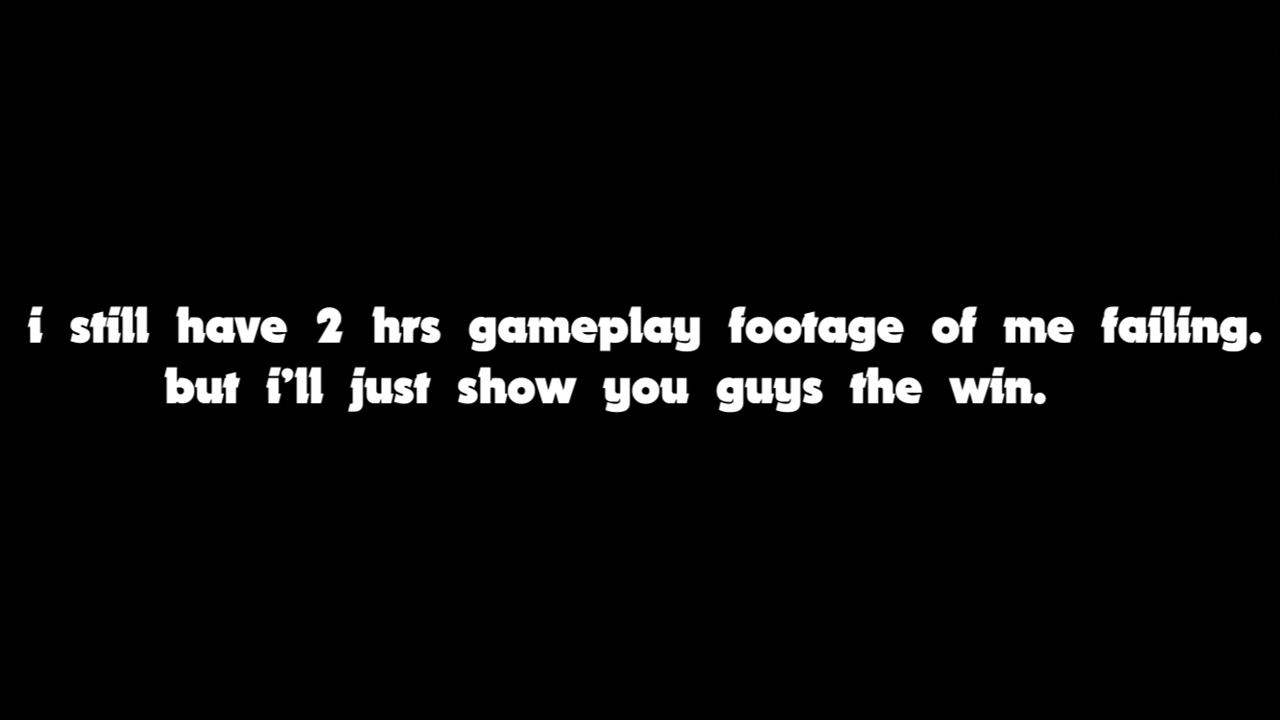 i still have 2 hrs gameplay footage of me failing.
but i'll just show you guys the win.